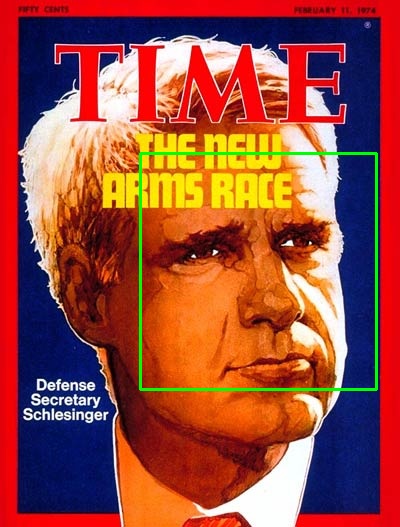 FIFTY CENTS
FEBRUARY 11, 1974
TIME
®
THE NEW
ARMS RACE
Defense
Secretary
Schlesinger